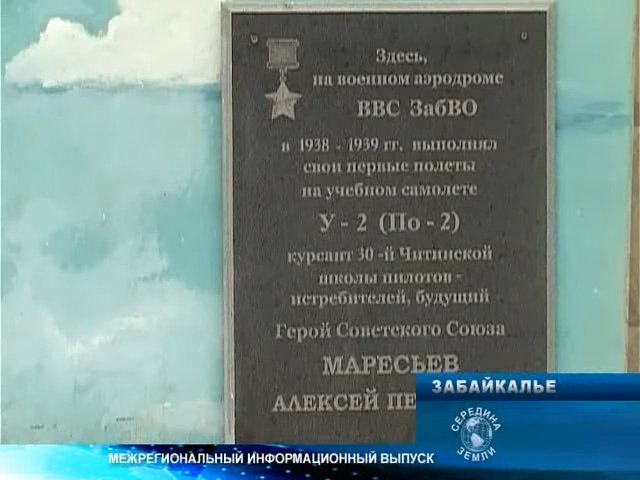 Здесь,
на военном аэродроме
ВВС ЗабВО
в 1938 - 1939 гг. выполнял
свои первые полеты
на учебном самолете
У - 2 (По - 2)
курсант 30 -й Читинской
школы пилотов -
истребителей, будущий
Герой Советского Союза
МАРЕСЬЕВ
АЛЕКСЕЙ
ЗАБАЙКАЛЬЕ
СЕРЕДИНА
ЗЕМЛИ
МЕЖРЕГИОНАЛЬНЫЙ ИНФОРМАЦИОННЫЙ ВЫПУСК